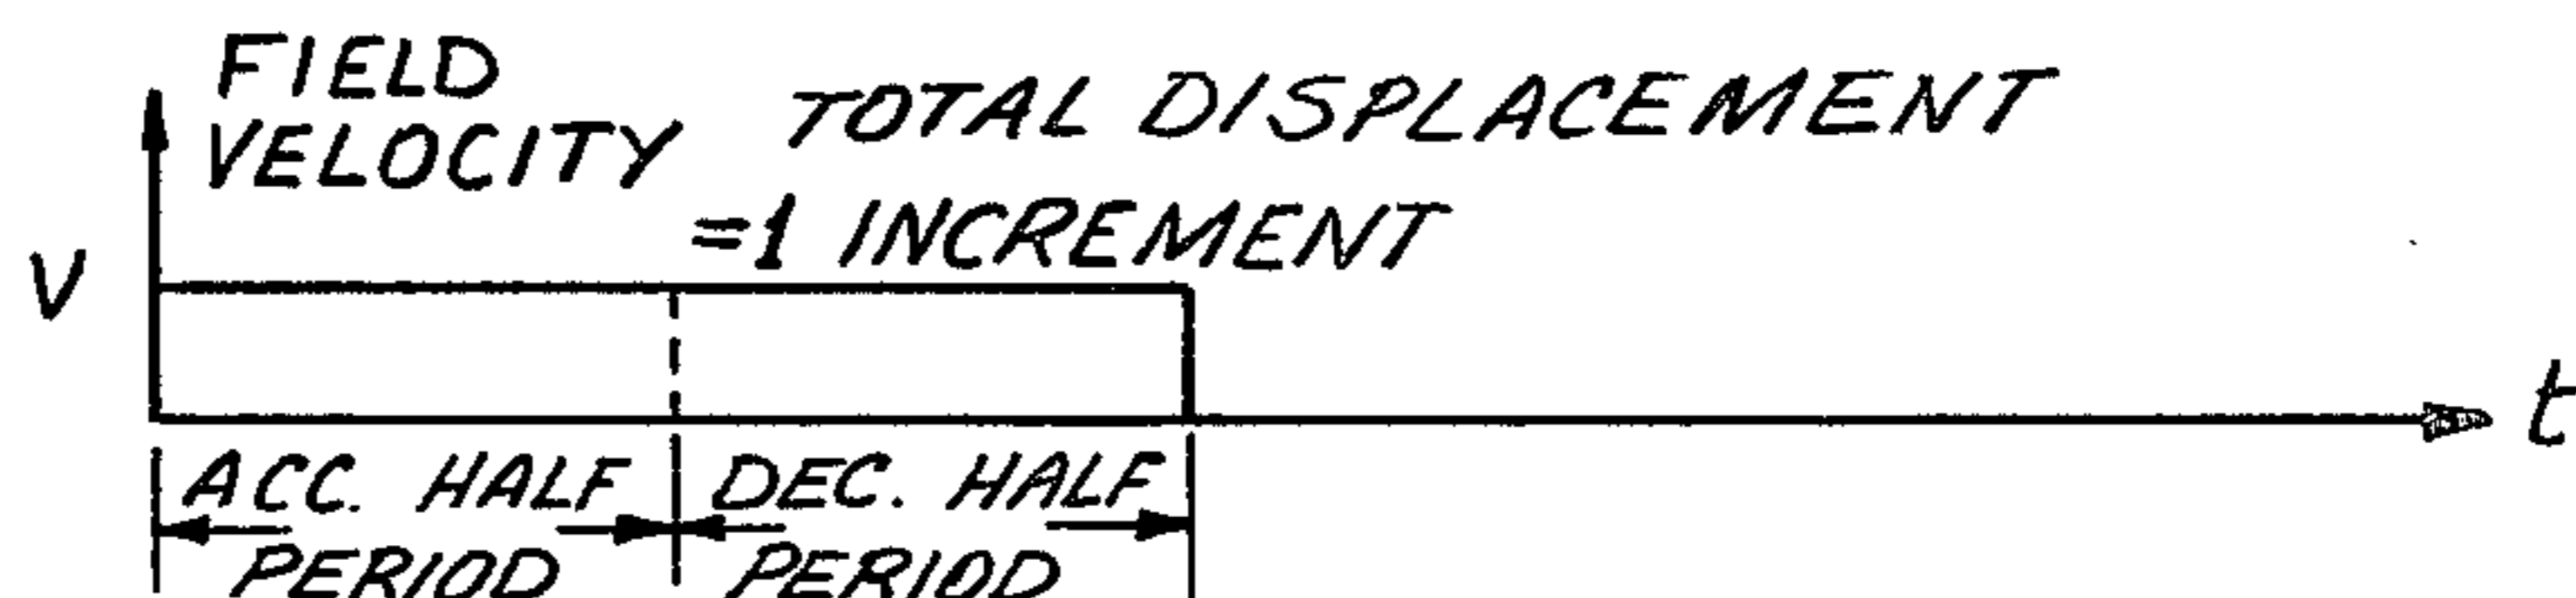 FIELD
VELOCITY
TOTAL DISPLACEMENT
=1 INCREMENT
V
t
ACC. HALF
PERIOD
DEC. HALF
PERIOD